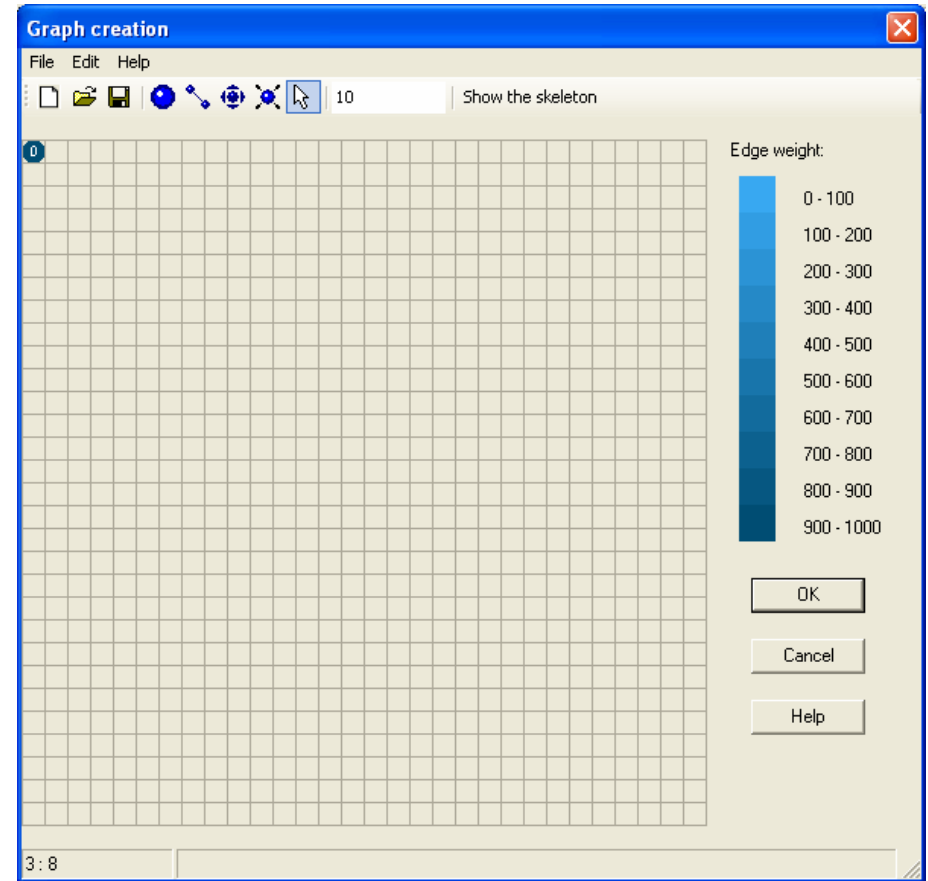 Graph creation
File Edit Help
10 Show the skeleton
0
Edge weight:
0 - 100
100 - 200
200 - 300
300 - 400
400 - 500
500 - 600
600 - 700
700 - 800
800 - 900
900 - 1000
OK
Cancel
Help
3 : 8